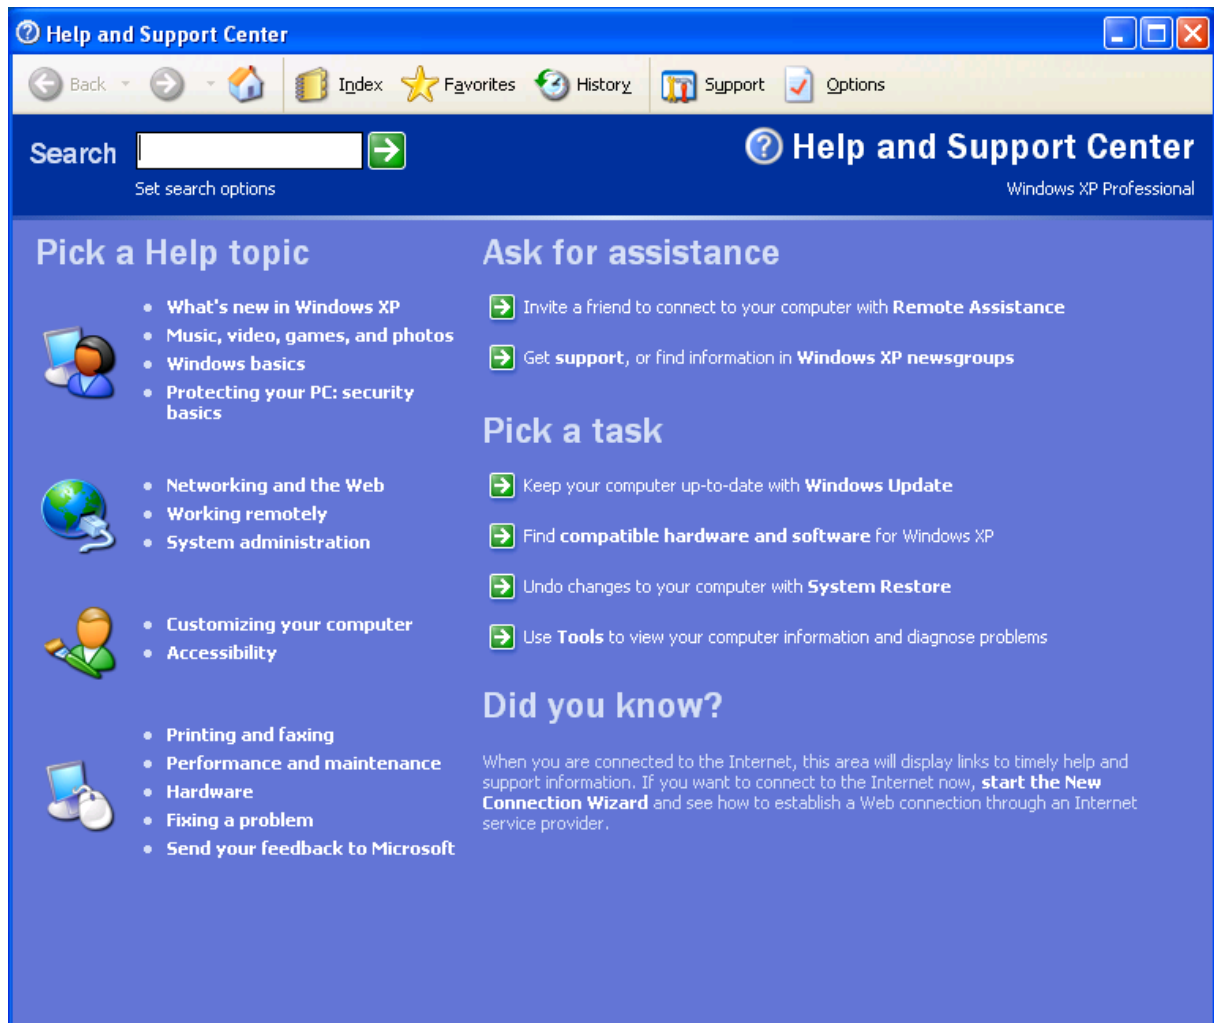 Help and Support Center
Back
Index
Favorites
History
Support
Options
Search
Set search options
Help and Support Center
Windows XP Professional
Pick a Help topic
What's new in Windows XP
Music, video, games, and photos
Windows basics
Protecting your PC: security
basics
Networking and the Web
Working remotely
System administration
Customizing your computer
Accessibility
Printing and faxing
Performance and maintenance
Hardware
Fixing a problem
Send your feedback to Microsoft
Ask for assistance
Invite a friend to connect to your computer with Remote Assistance
Get support, or find information in Windows XP newsgroups
Pick a task
Keep your computer up-to-date with Windows Update
Find compatible hardware and software for Windows XP
Undo changes to your computer with System Restore
Use Tools to view your computer information and diagnose problems
Did you know?
When you are connected to the Internet, this area will display links to timely help and
support information. If you want to connect to the Internet now, start the New
Connection Wizard and see how to establish a Web connection through an Internet
service provider.